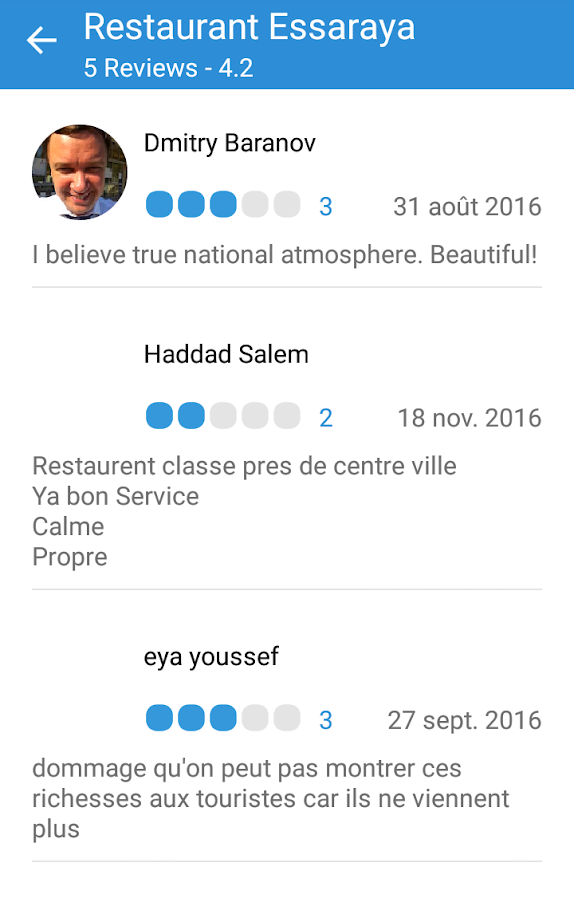 Restaurant Essaraya
5 Reviews - 4.2
Dmitry Baranov
3 31 août 2016
I believe true national atmosphere. Beautiful!
Haddad Salem
2 18 nov. 2016
Restaurent classe pres de centre ville
Ya bon Service
Calme
Propre
eya youssef
3 27 sept. 2016
dommage qu'on peut pas montrer ces
richesses aux touristes car ils ne viennent
plus